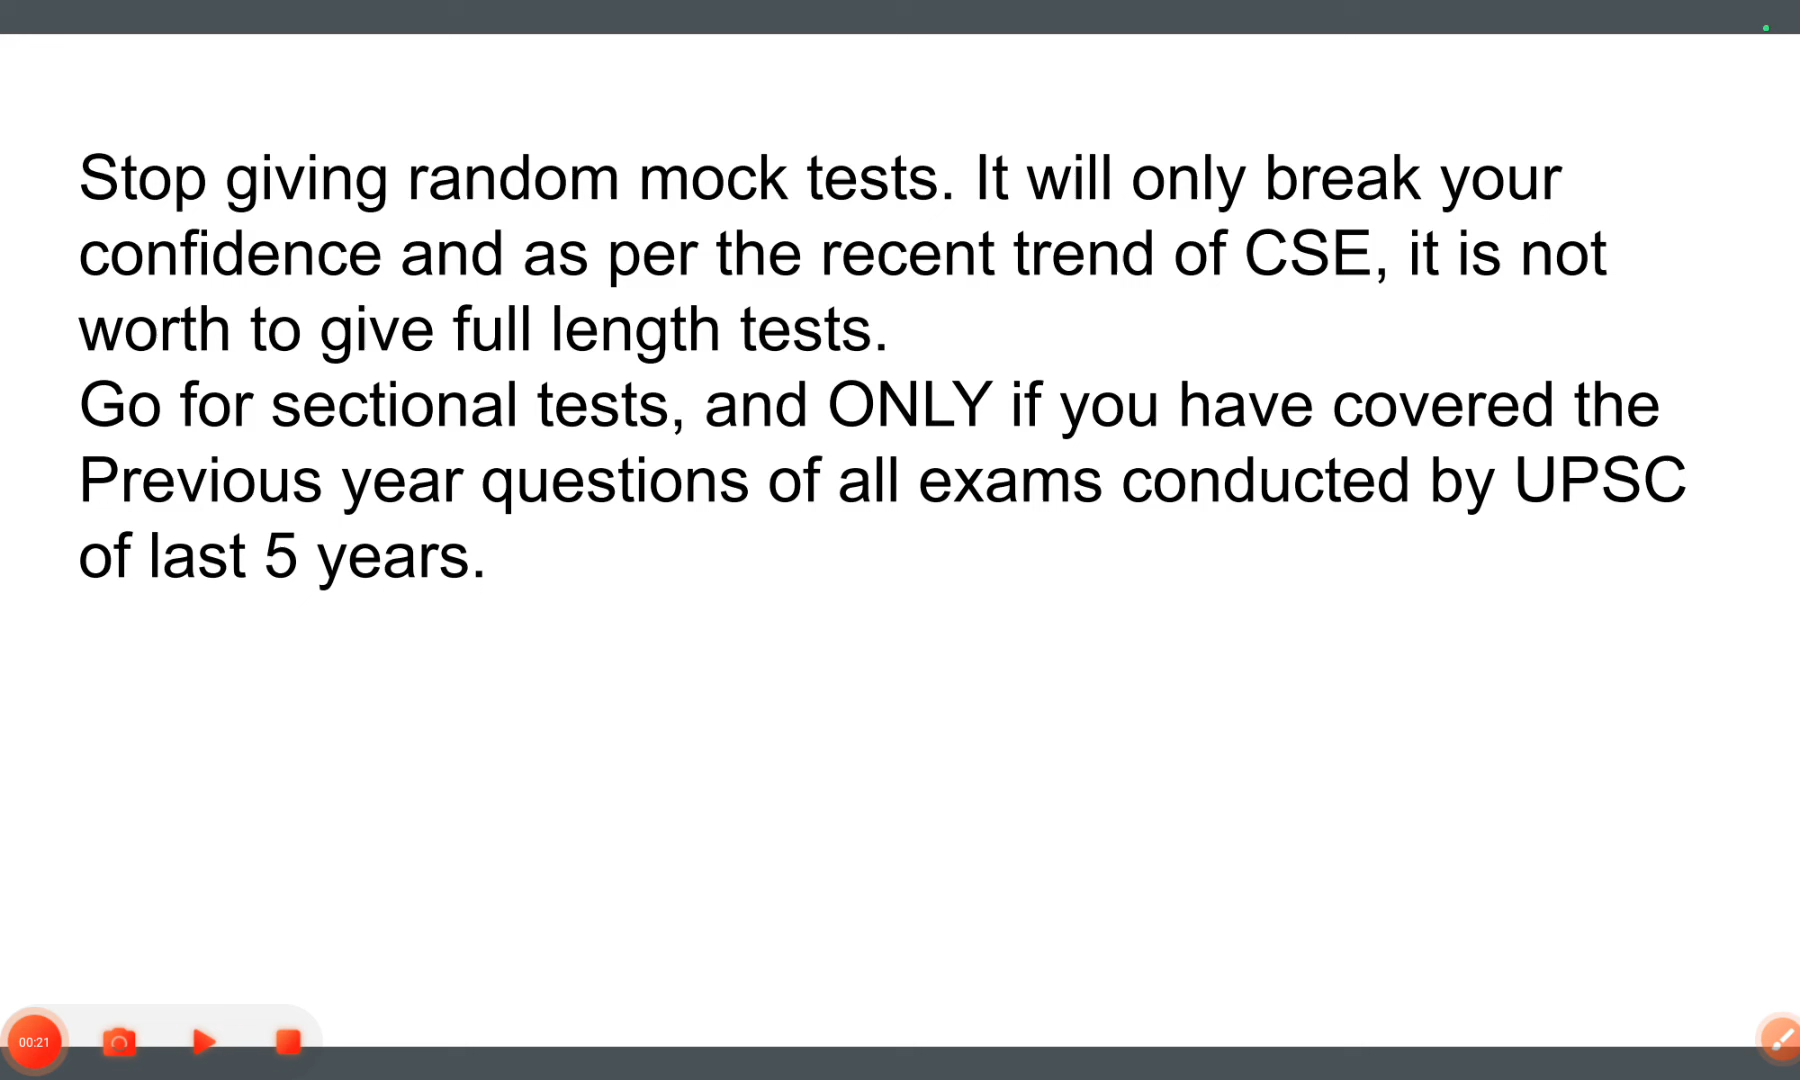 Stop giving random mock tests. It will only break your
confidence and as per the recent trend of CSE, it is not
worth to give full length tests.
Go for sectional tests, and ONLY if you have covered the
Previous year questions of all exams conducted by UPSC
of last 5 years.
00:21